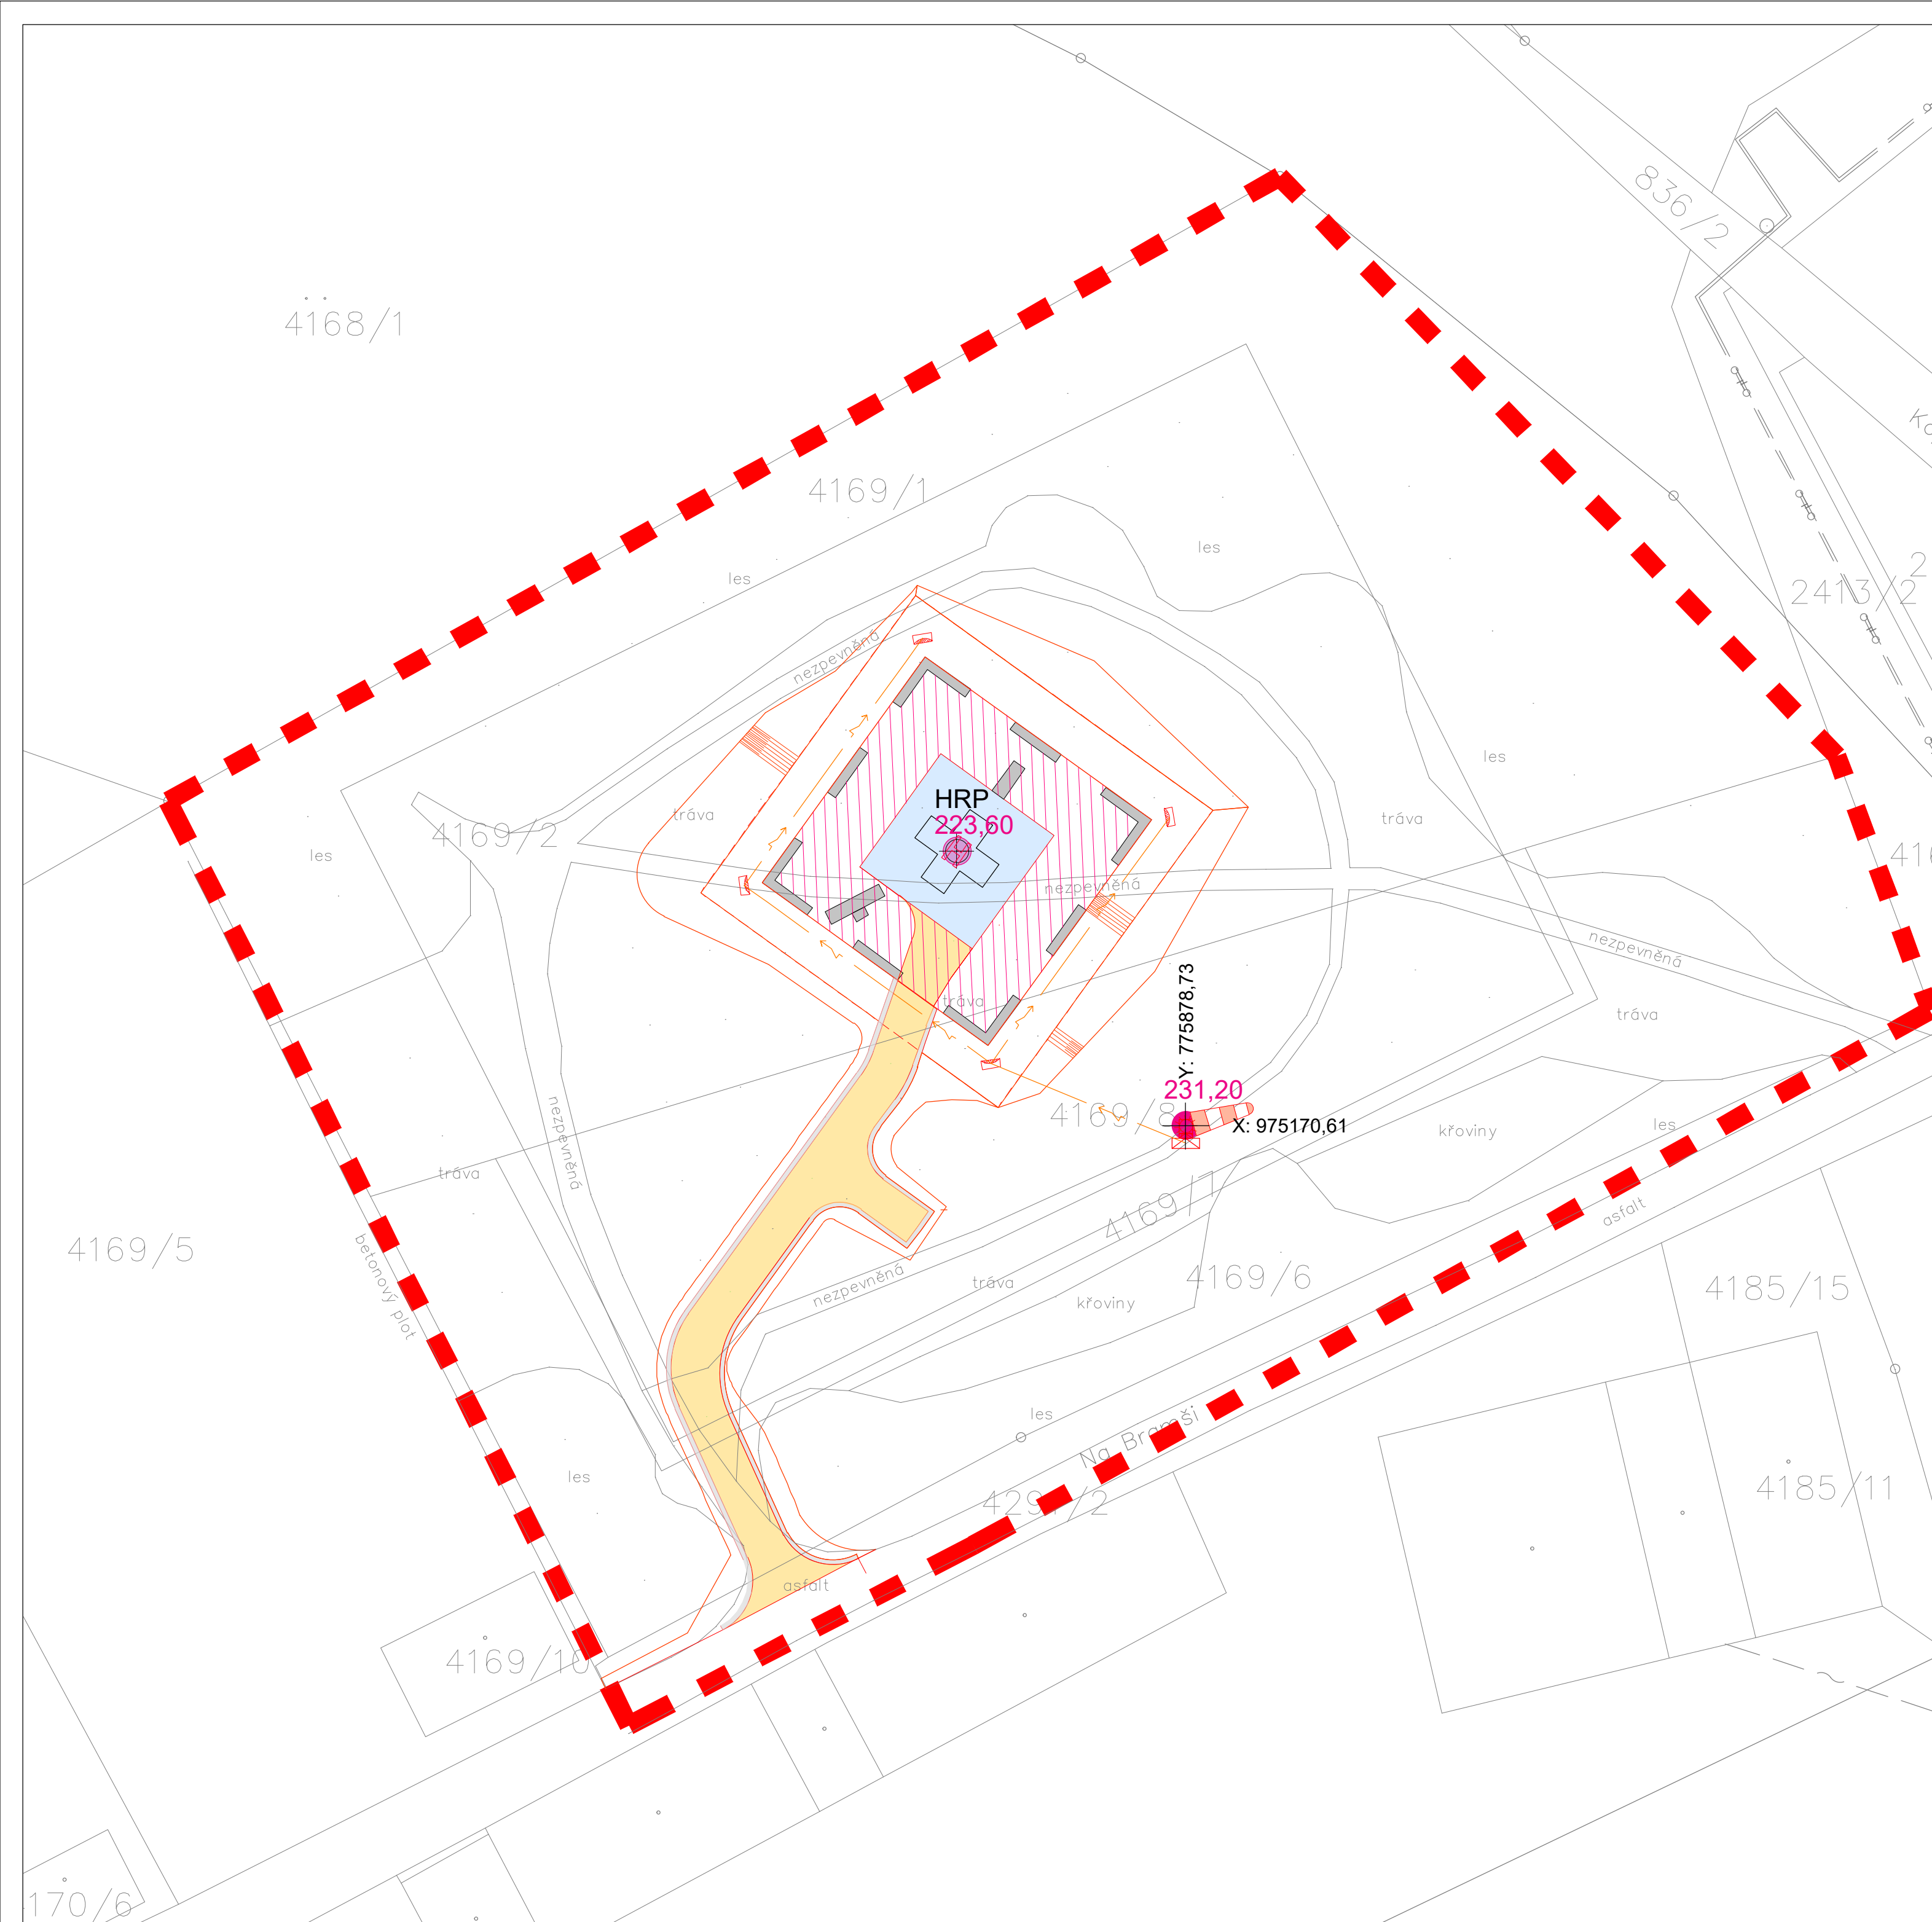 836/2
4168/1
4169/1
les
les
2413/2
nezpevněná
les
HRP
223,60
tráva
tráva
4169/2
les
nezpevněná
nezpevněná
tráva
tráva
Y: 775878,73
231,20
X: 975170,61
4169/8
křoviny
les
nezpevněná
tráva
4169/1
asfalt
4169/5
betonový plot
nezpevněná
tráva
4169/6
křoviny
4185/15
les
Na Bramši
les
4185/11
asfalt
4169/10